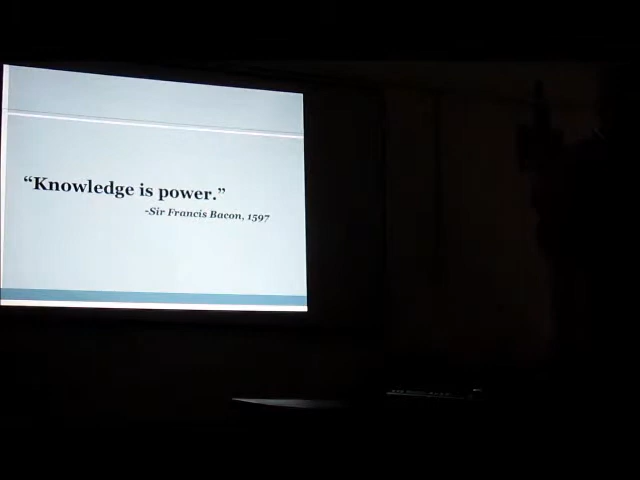 “Knowledge is power.”
-Sir Francis Bacon, 1597